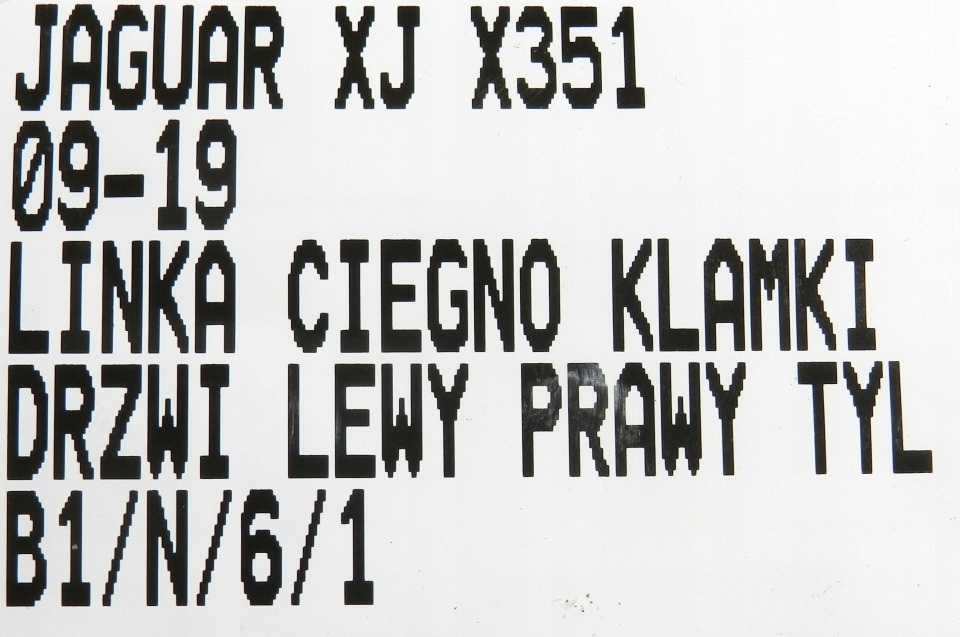 JAGUAR XJ X351
09-19
LINKA CIEGNO KLAMKI
DRZWI LEWY PRAWY TYL
B1/N/6/1